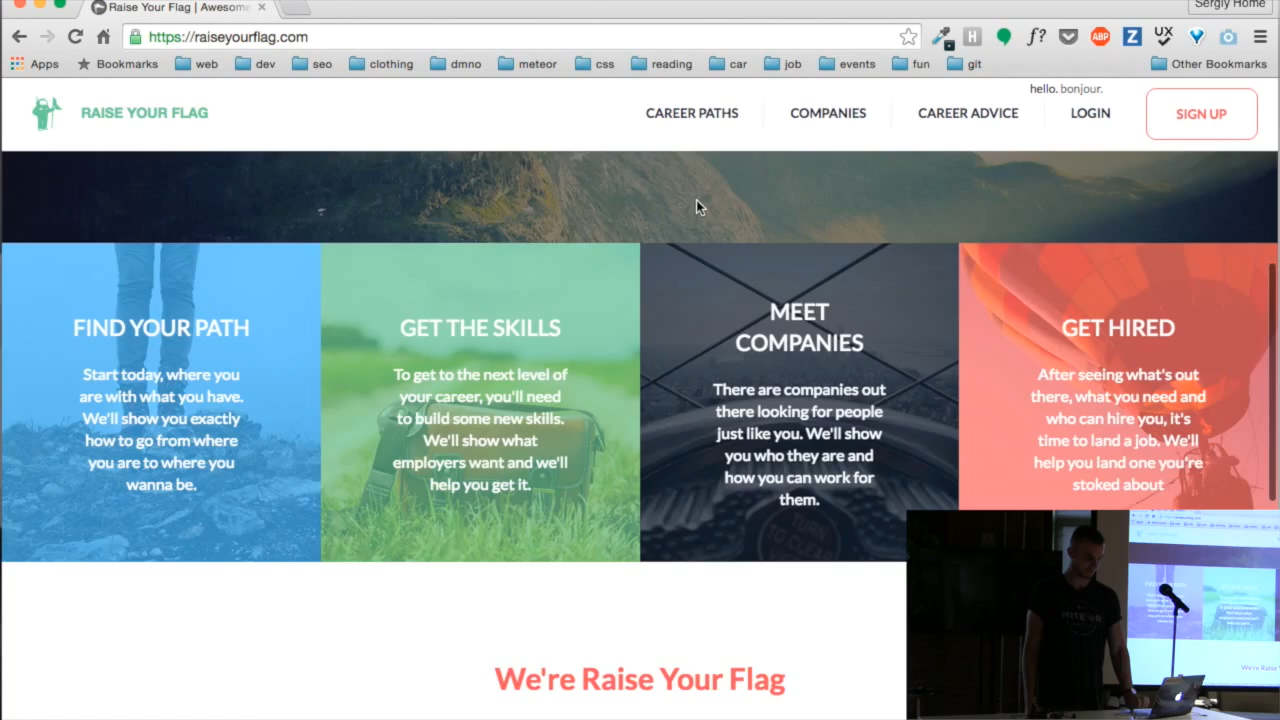 Raise Your Flag | Awesome
Sergiy Home
https://raiseyourflag.com
H f? ABP Z UX
Apps Bookmarks web dev seo clothing dmno meteor css reading car job events fun git Other Bookmarks
hello. bonjour.
RAISE YOUR FLAG
CAREER PATHS COMPANIES CAREER ADVICE LOGIN SIGN UP
FIND YOUR PATH
Start today, where you
are with what you have.
We'll show you exactly
how to go from where
you are to where you
wanna be.
GET THE SKILLS
To get to the next level of
your career, you'll need
to build some new skills.
We'll show what
employers want and we'll
help you get it.
MEET
COMPANIES
There are companies out
there looking for people
just like you. We'll show
you who they are and
how you can work for
them.
GET HIRED
After seeing what's out
there, what you need and
who can hire you, it's
time to land a job. We'll
help you land one you're
stoked about
We're Raise Your Flag
METEOR
We're Raise Y